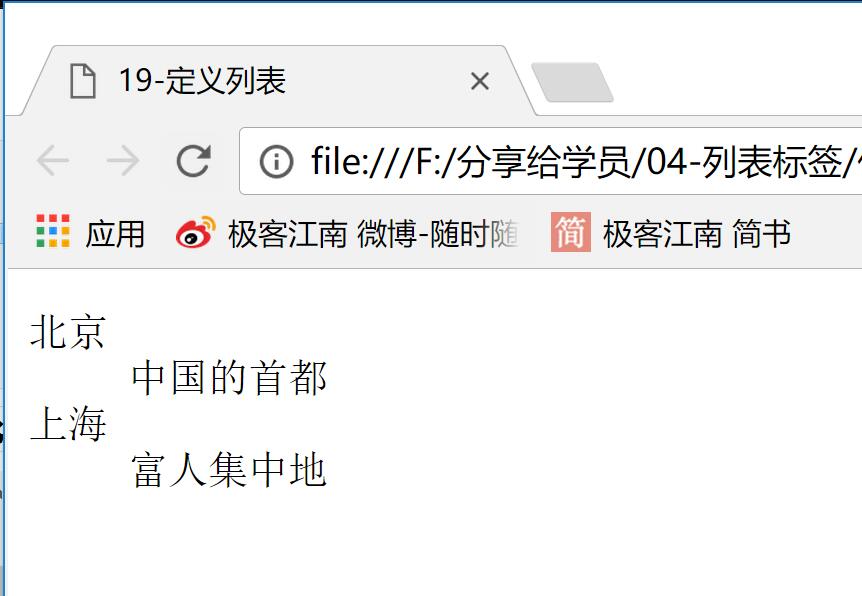 19-定义列表
file:///F:/分享给学员/04-列表标签/
应用 极客江南 微博-随时随 简 极客江南 简书
北京
中国的首都
上海
富人集中地